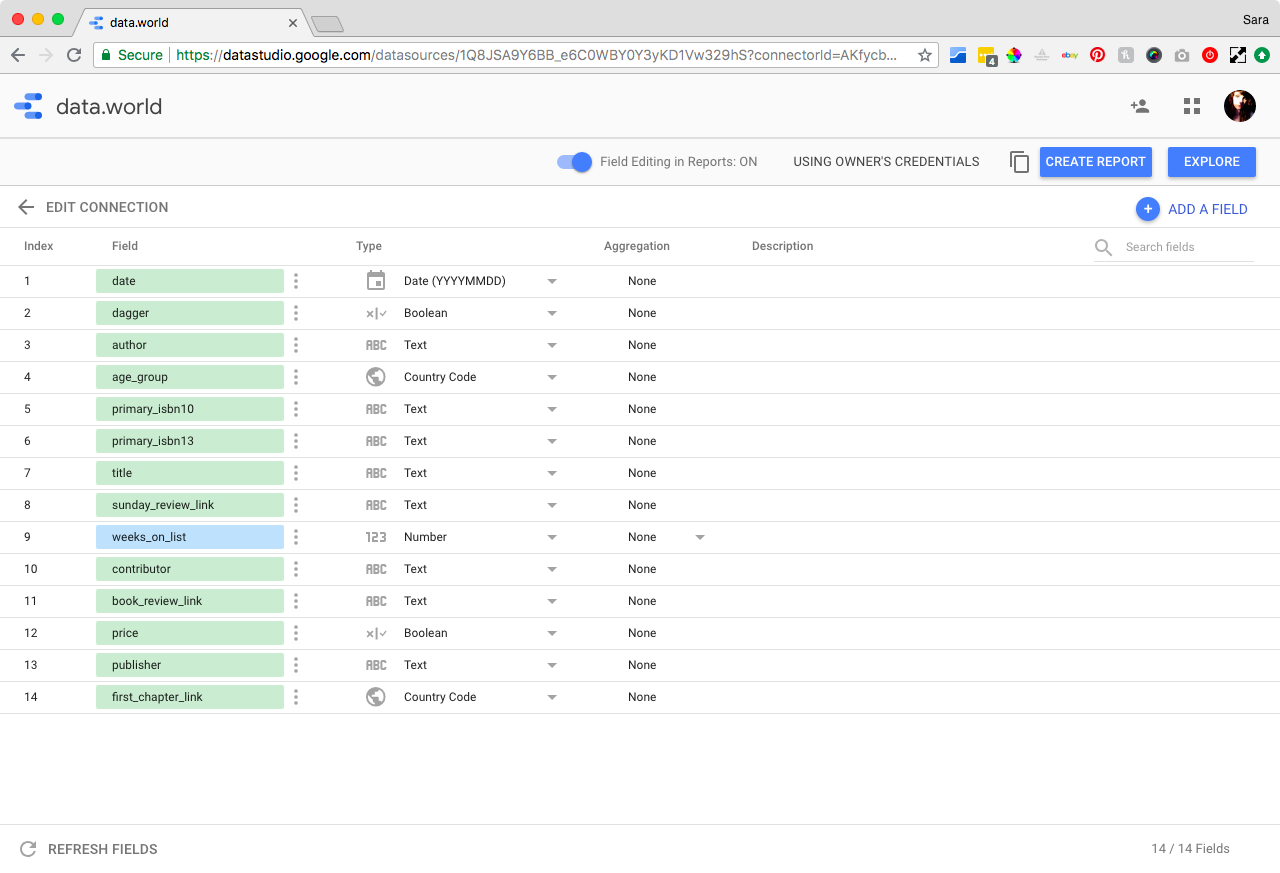 data.world
Sara
Secure https://datastudio.google.com/datasources/1Q8JSA9Y6BB_e6C0WBY0Y3yKD1Vw329hS?connectorId=AKfycb...
4
ebay
data.world
Field Editing in Reports: ON USING OWNER'S CREDENTIALS CREATE REPORT EXPLORE
EDIT CONNECTION + ADD A FIELD
Index Field Type Aggregation Description Search fields
1 date Date (YYYYMMDD) None
2 dagger Boolean None
3 author ABC Text None
4 age_group Country Code None
5 primary_isbn10 ABC Text None
6 primary_isbn13 ABC Text None
7 title ABC Text None
8 sunday_review_link ABC Text None
9 weeks_on_list 123 Number None
10 contributor ABC Text None
11 book_review_link ABC Text None
12 price Boolean None
13 publisher ABC Text None
14 first_chapter_link Country Code None
REFRESH FIELDS 14 / 14 Fields